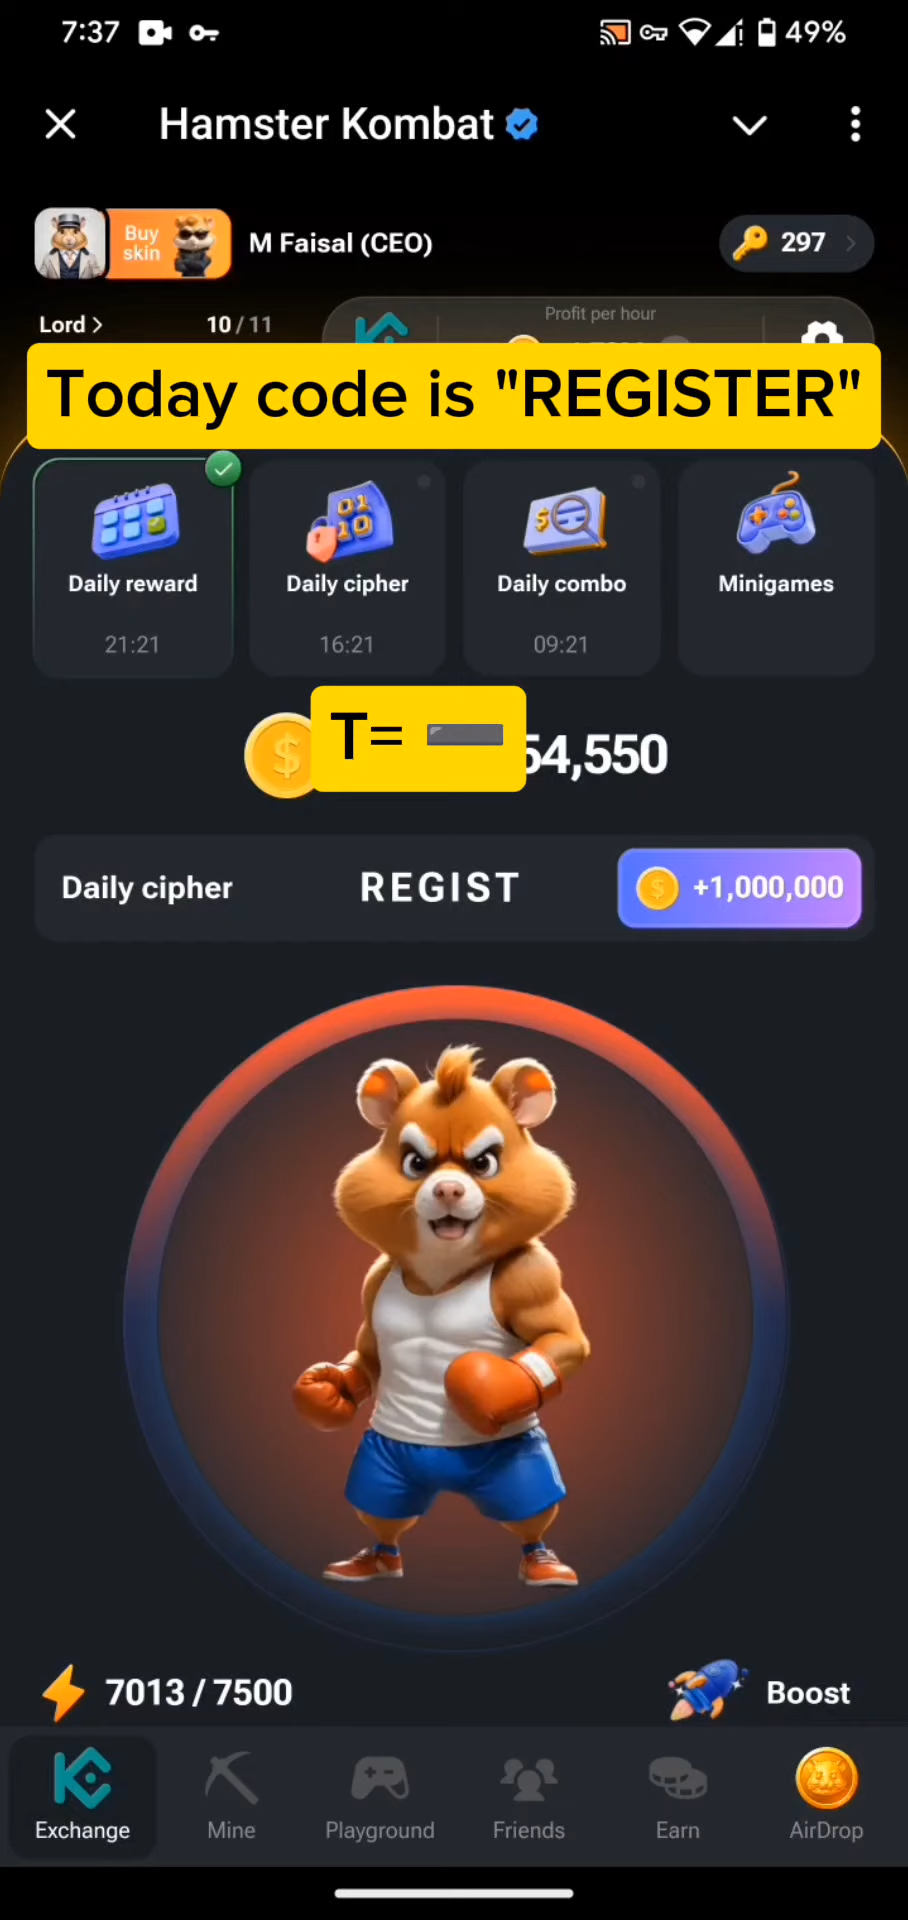 7:37
49%
Hamster Kombat
Buy
skin
M Faisal (CEO)
297
Lord >
10 / 11
Profit per hour
Today code is "REGISTER"
Daily reward
21:21
Daily cipher
16:21
Daily combo
09:21
Minigames
T= ➖
54,550
Daily cipher
REGIST
+1,000,000
7013 / 7500
Boost
Exchange
Mine
Playground
Friends
Earn
AirDrop